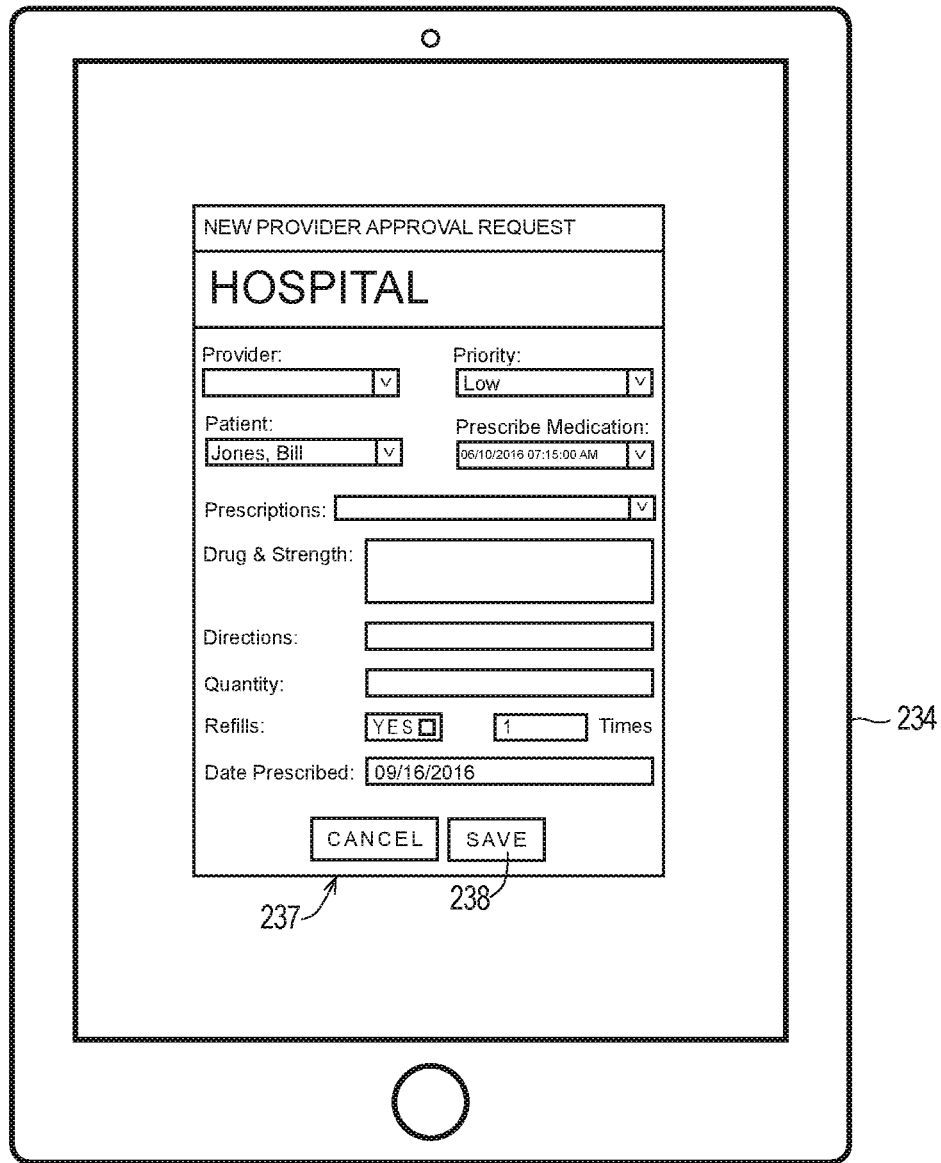 NEW PROVIDER APPROVAL REQUEST
HOSPITAL
Provider: Priority:
Low
Patient: Prescribe Medication:
Jones, Bill 06/10/2016 07:15:00 AM
Prescriptions:
Drug & Strength:
Directions:
Quantity:
Refills: YES 1 Times
Date Prescribed: 09/16/2016
CANCEL SAVE
234
237 238